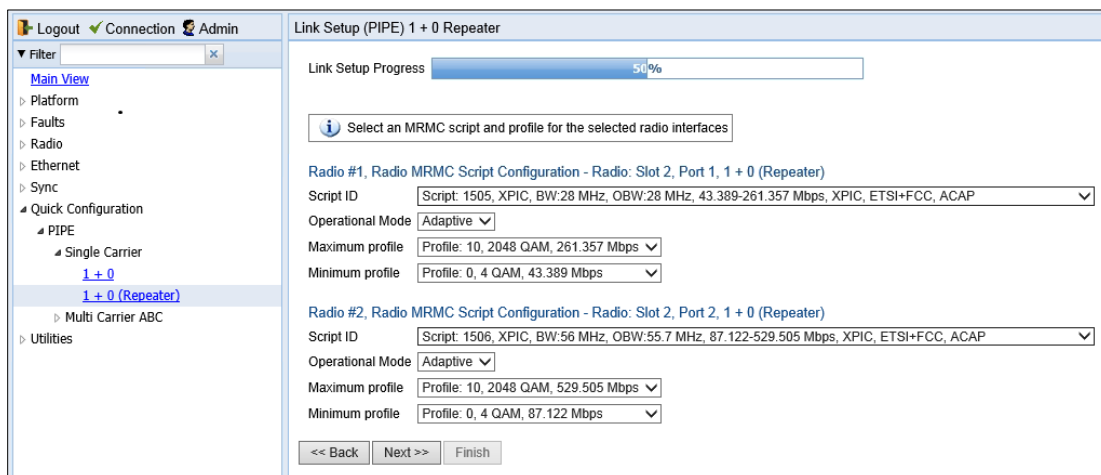 Logout Connection Admin
Filter
Main View
Platform
Faults
Radio
Ethernet
Sync
Quick Configuration
PIPE
Single Carrier
1 + 0
1 + 0 (Repeater)
Multi Carrier ABC
Utilities
Link Setup (PIPE) 1 + 0 Repeater
Link Setup Progress 50%
Select an MRMC script and profile for the selected radio interfaces
Radio #1, Radio MRMC Script Configuration - Radio: Slot 2, Port 1, 1 + 0 (Repeater)
Script ID Script: 1505, XPIC, BW:28 MHz, OBW:28 MHz, 43.389-261.357 Mbps, XPIC, ETSI+FCC, ACAP
Operational Mode Adaptive
Maximum profile Profile: 10, 2048 QAM, 261.357 Mbps
Minimum profile Profile: 0, 4 QAM, 43.389 Mbps
Radio #2, Radio MRMC Script Configuration - Radio: Slot 2, Port 2, 1 + 0 (Repeater)
Script ID Script: 1506, XPIC, BW:56 MHz, OBW:55.7 MHz, 87.122-529.505 Mbps, XPIC, ETSI+FCC, ACAP
Operational Mode Adaptive
Maximum profile Profile: 10, 2048 QAM, 529.505 Mbps
Minimum profile Profile: 0, 4 QAM, 87.122 Mbps
<< Back Next >> Finish